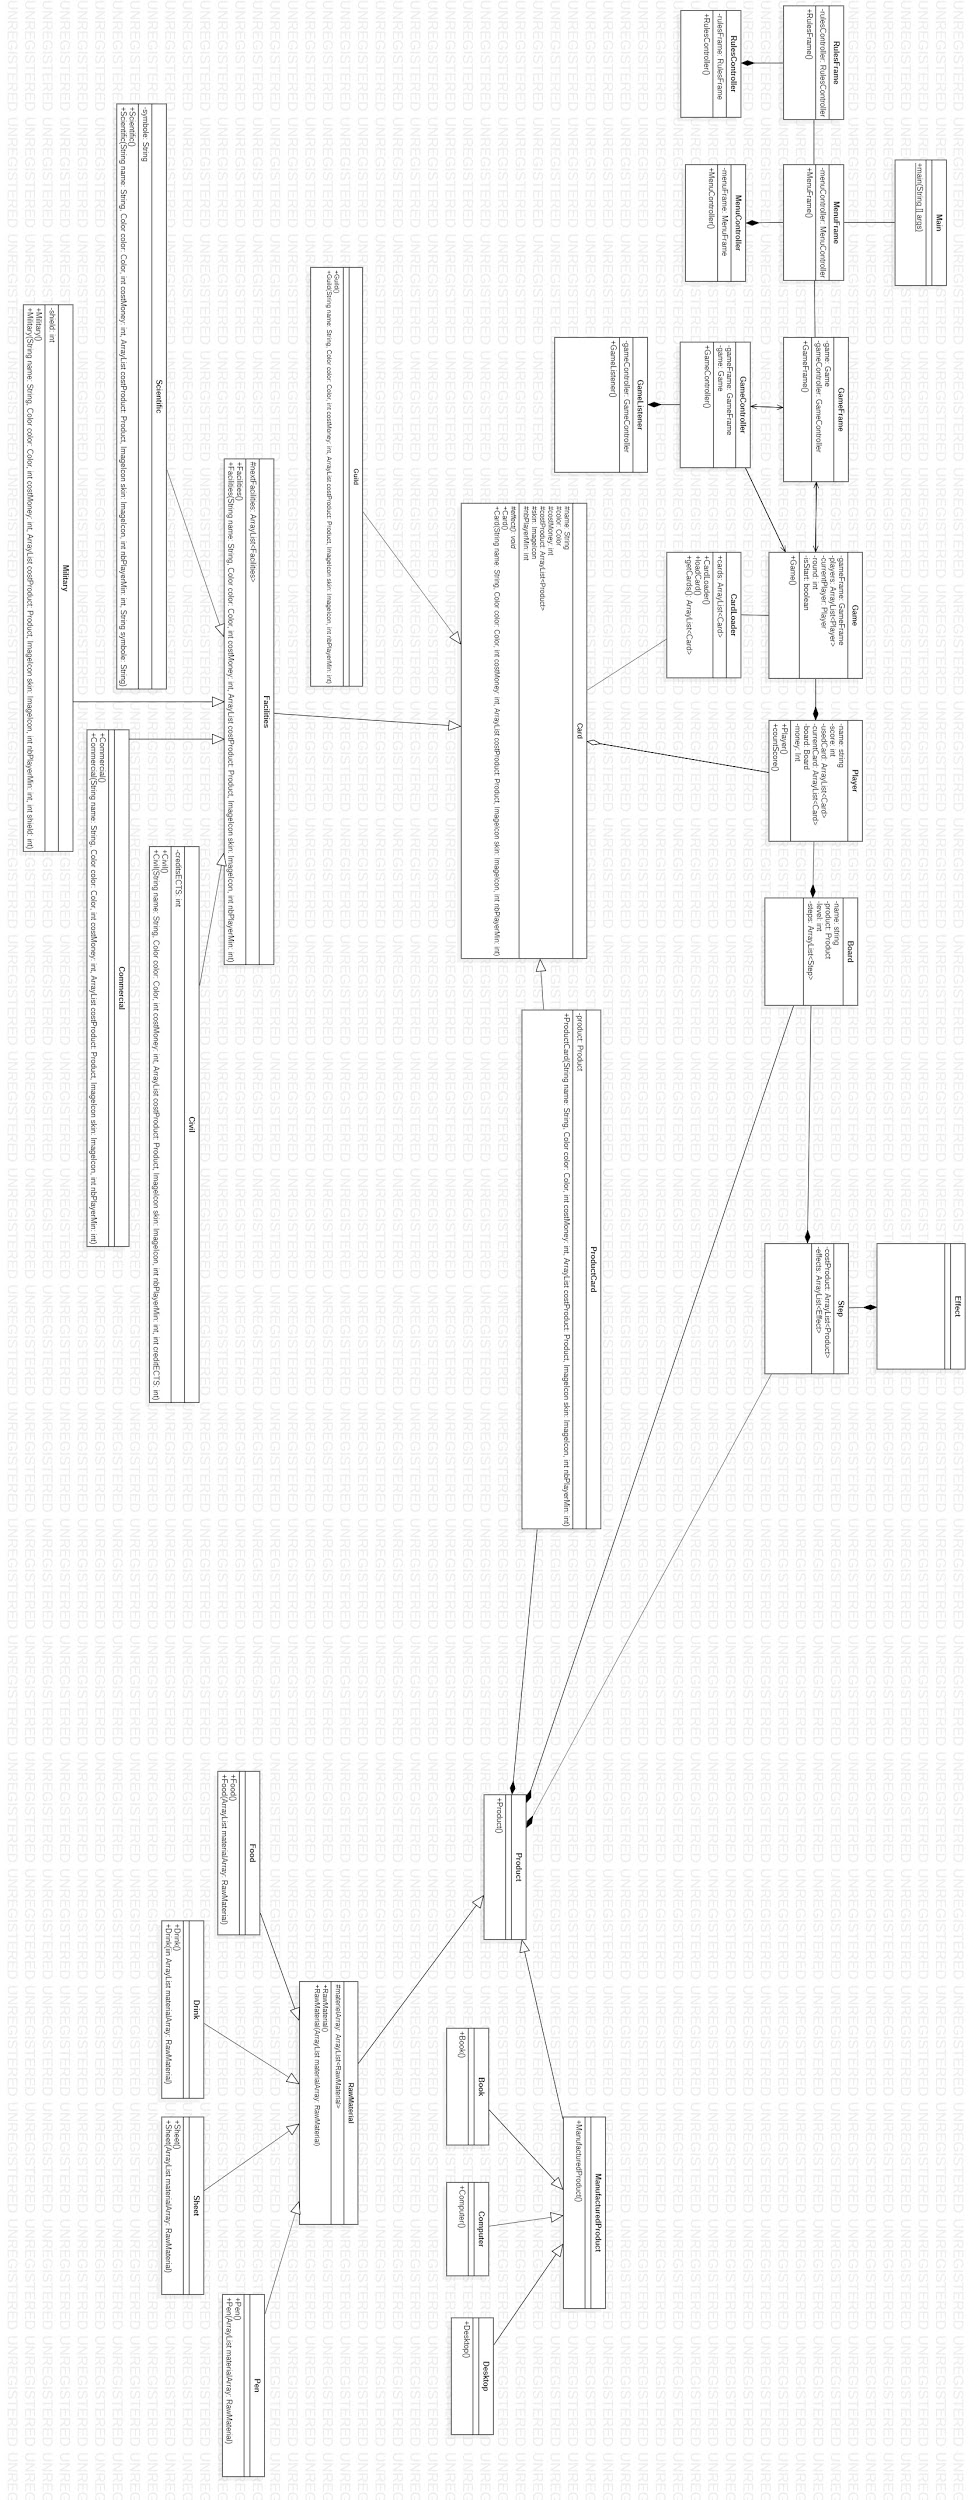 Main
+main(String [] args)
Effect
RulesFrame
-rulesController: RulesController
+RulesFrame()
MenuFrame
-menuController: MenuController
+MenuFrame()
GameFrame
-game: Game
-gameController: GameController
+GameFrame()
Game
-gameFrame: GameFrame
-players: ArrayList<Player>
-currentPlayer: Player
-round: int
-isStart: boolean
+Game()
Player
-name: string
-score: int
-usedCard: ArrayList<Card>
-currentCard: ArrayList<Card>
-board: Board
-money: int
+Player()
+countScore()
Board
-name: string
-product: Product
-level: int
-steps: ArrayList<Step>
Step
-costProduct: ArrayList<Product>
-effects: ArrayList<Effect>
RulesController
-rulesFrame: RulesFrame
+RulesController()
MenuController
-menuFrame: MenuFrame
+MenuController()
GameController
-gameFrame: GameFrame
-game: Game
+GameController()
CardLoader
+cards: ArrayList<Card>
+CardLoader()
+loadCard()
+getCards(): ArrayList<Card>
GameListener
-gameController: GameController
+GameListener()
Card
#name: String
#color: Color
#costMoney: int
#costProduct: ArrayList<Product>
#skin: ImageIcon
#nbPlayerMin: int
#effect(): void
+Card()
+Card(String name: String, Color color: Color, int costMoney: int, ArrayList costProduct: Product, ImageIcon skin: ImageIcon, int nbPlayerMin: int)
ProductCard
-product: Product
+ProductCard(String name: String, Color color: Color, int costMoney: int, ArrayList costProduct: Product, ImageIcon skin: ImageIcon, int nbPlayerMin: int)
Guild
+Guild()
+Guild(String name: String, Color color: Color, int costMoney: int, ArrayList costProduct: Product, ImageIcon skin: ImageIcon, int nbPlayerMin: int)
Facilities
#nextFacilities: ArrayList<Facilities>
+Facilities()
+Facilities(String name: String, Color color: Color, int costMoney: int, ArrayList costProduct: Product, ImageIcon skin: ImageIcon, int nbPlayerMin: int)
Scientific
-symbole: String
+Scientific()
+Scientific(String name: String, Color color: Color, int costMoney: int, ArrayList costProduct: Product, ImageIcon skin: ImageIcon, int nbPlayerMin: int, String symbole: String)
Military
-shield: int
+Military()
+Military(String name: String, Color color: Color, int costMoney: int, ArrayList costProduct: Product, ImageIcon skin: ImageIcon, int nbPlayerMin: int, int shield: int)
Commercial
+Commercial()
+Commercial(String name: String, Color color: Color, int costMoney: int, ArrayList costProduct: Product, ImageIcon skin: ImageIcon, int nbPlayerMin: int)
Civil
-creditsECTS: int
+Civil()
+Civil(String name: String, Color color: Color, int costMoney: int, ArrayList costProduct: Product, ImageIcon skin: ImageIcon, int nbPlayerMin: int, int creditECTS: int)
Product
+Product()
ManufacturedProduct
+ManufacturedProduct()
Book
+Book()
Computer
+Computer()
Desktop
+Desktop()
RawMaterial
#materielArray: ArrayList<RawMaterial>
+RawMaterial()
+RawMaterial(ArrayList materialArray: RawMaterial)
Food
+Food()
+Food(ArrayList materialArray: RawMaterial)
Drink
+Drink()
+Drink(in ArrayList materialArray: RawMaterial)
Sheet
+Sheet()
+Sheet(ArrayList materialArray: RawMaterial)
Pen
+Pen()
+Pen(ArrayList materialArray: RawMaterial)